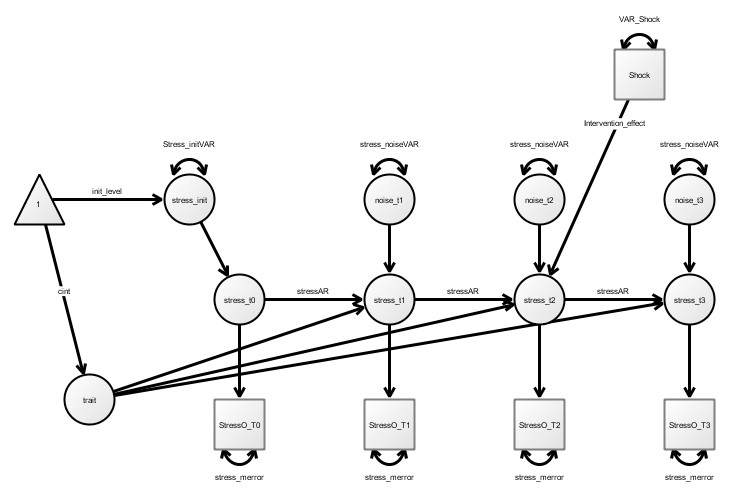 VAR_Shock
Shock
Intervention_effect
Stress_initVAR
stress_noiseVAR
stress_noiseVAR
stress_noiseVAR
1
init_level
stress_init
noise_t1
noise_t2
noise_t3
cint
stress_t0
stressAR
stress_t1
stressAR
stress_t2
stressAR
stress_t3
trait
StressO_T0
StressO_T1
StressO_T2
StressO_T3
stress_merror
stress_merror
stress_merror
stress_merror